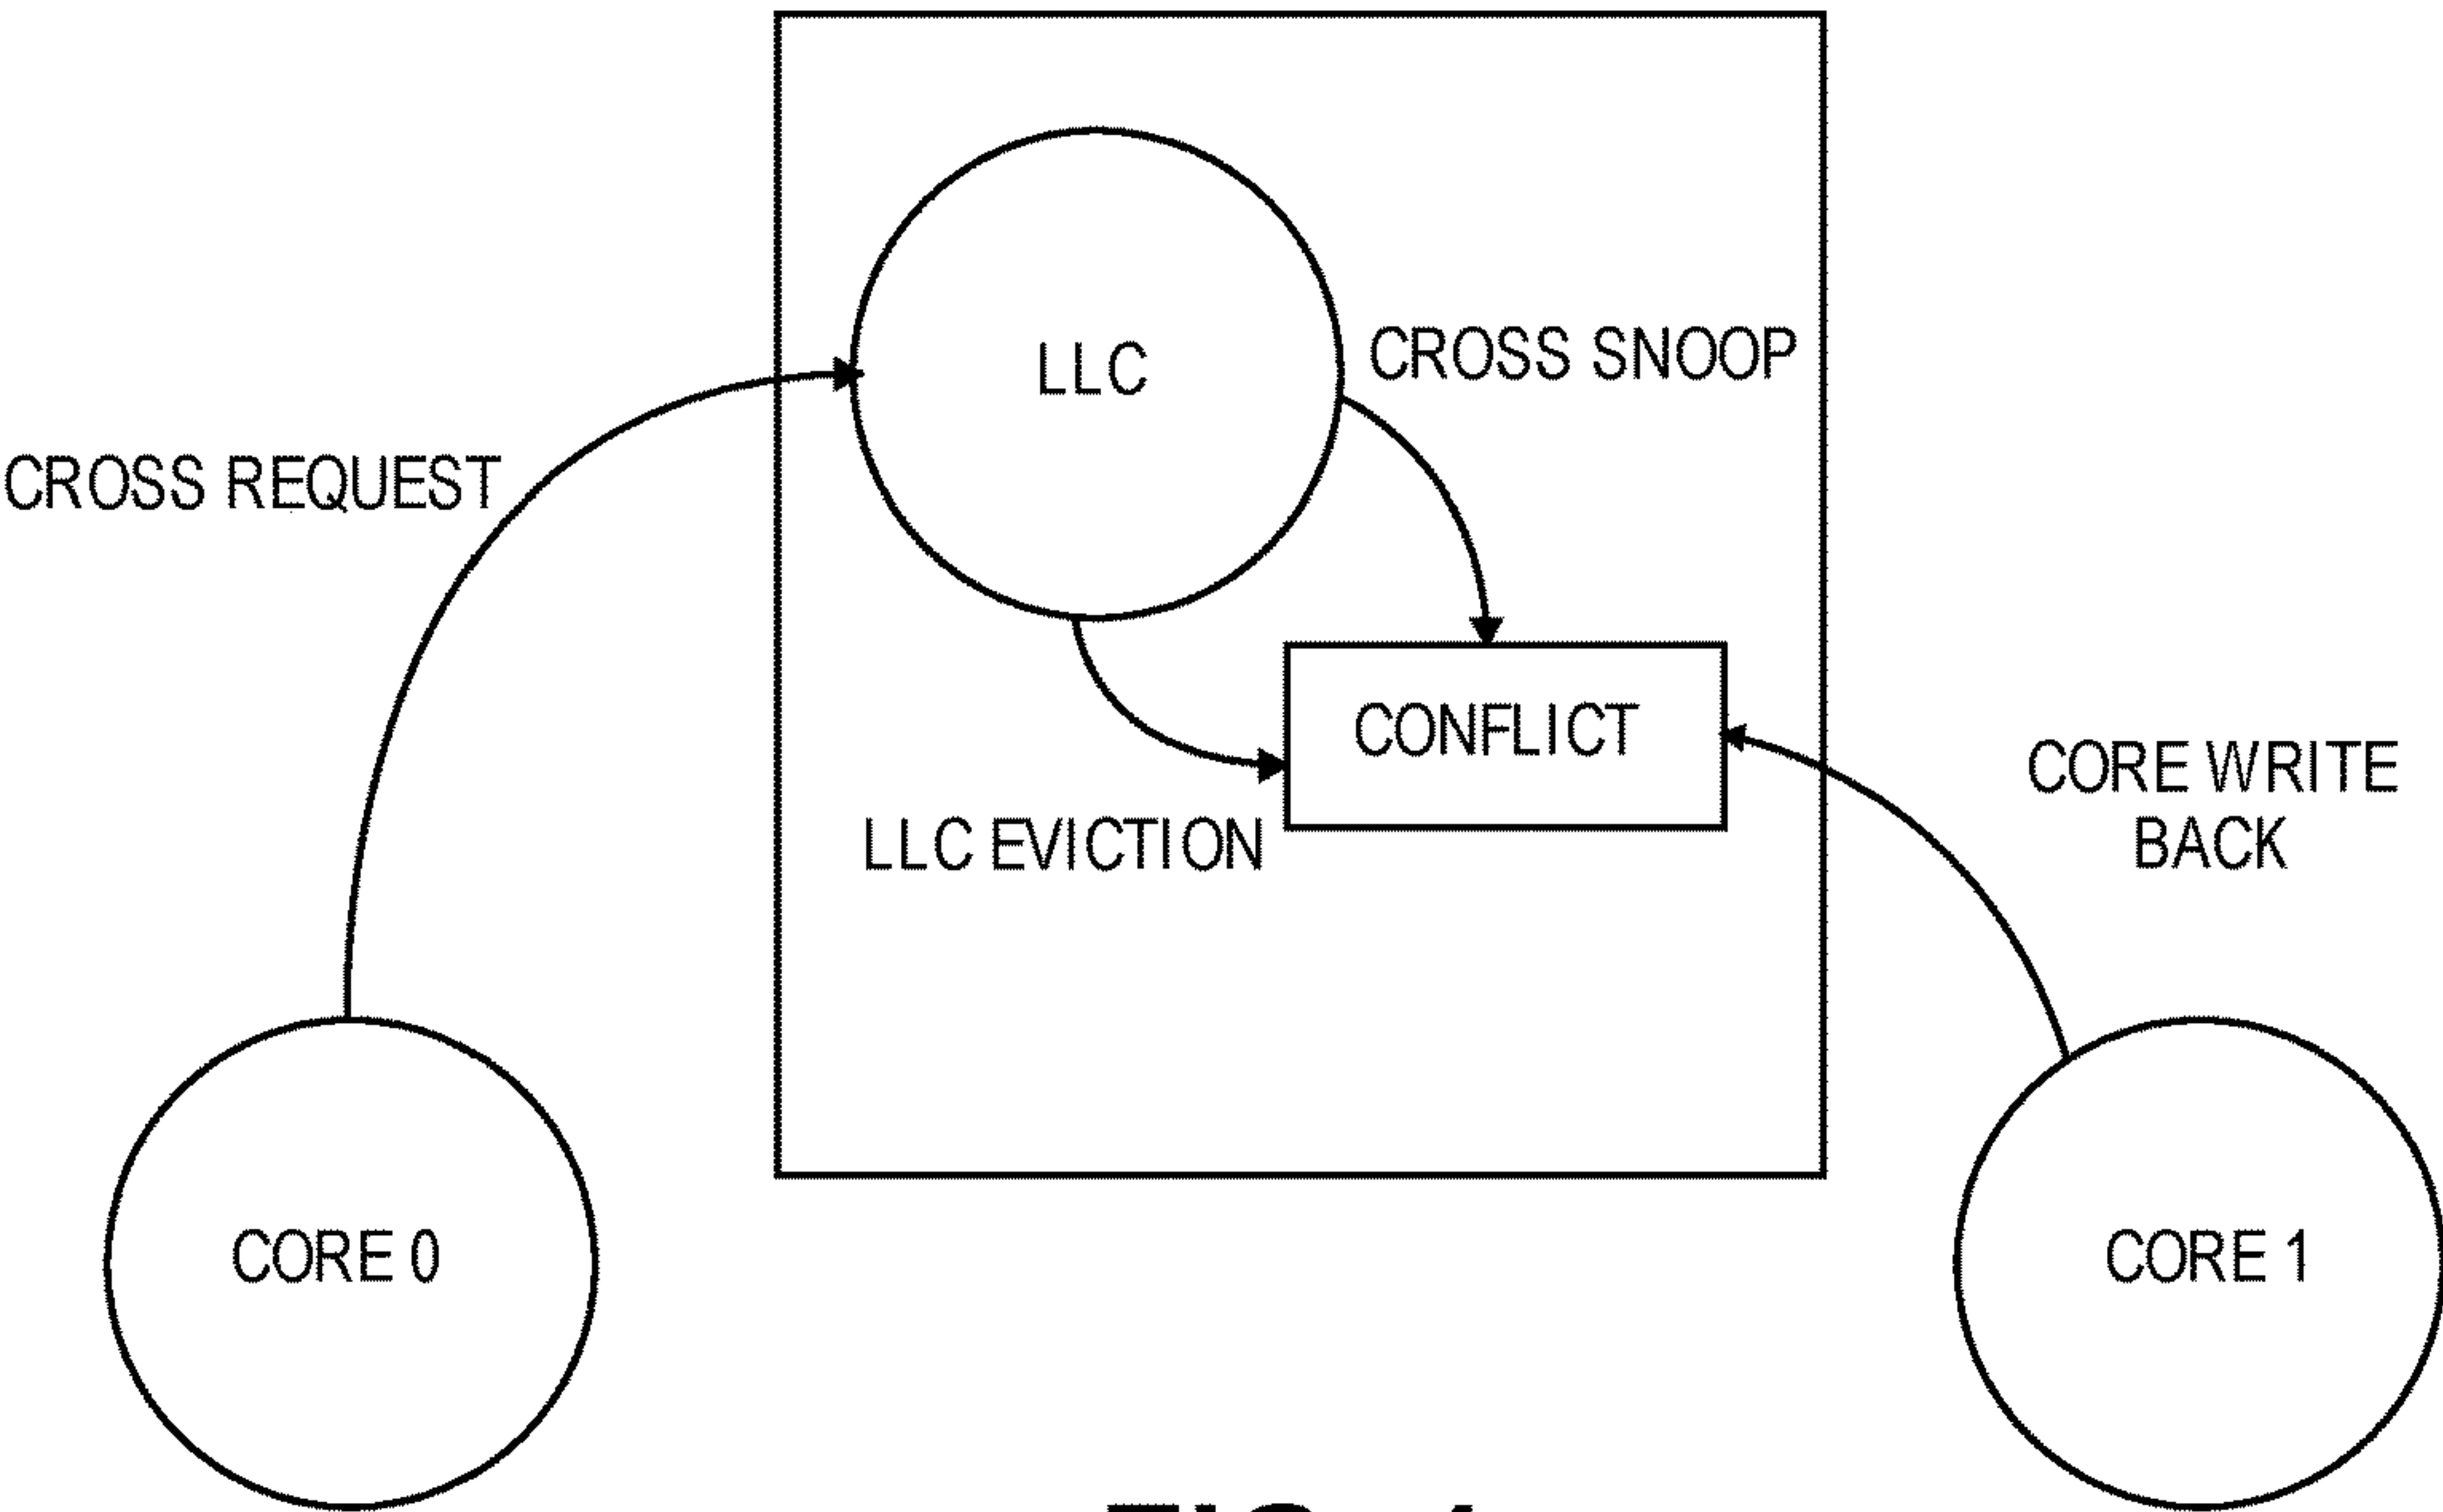 LLC
CROSS SNOOP
CROSS REQUEST
CONFLICT
CORE WRITE
BACK
LLC EVICTION
CORE 0
CORE 1